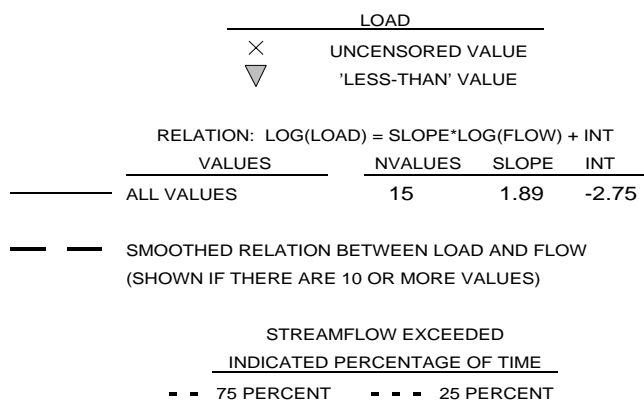 LOAD
UNCENSORED VALUE
'LESS-THAN' VALUE
RELATION: LOG(LOAD) = SLOPE*LOG(FLOW) + INT
VALUES NVALUES SLOPE INT
ALL VALUES 15 1.89 -2.75
SMOOTHED RELATION BETWEEN LOAD AND FLOW
(SHOWN IF THERE ARE 10 OR MORE VALUES)
STREAMFLOW EXCEEDED
INDICATED PERCENTAGE OF TIME
75 PERCENT 25 PERCENT